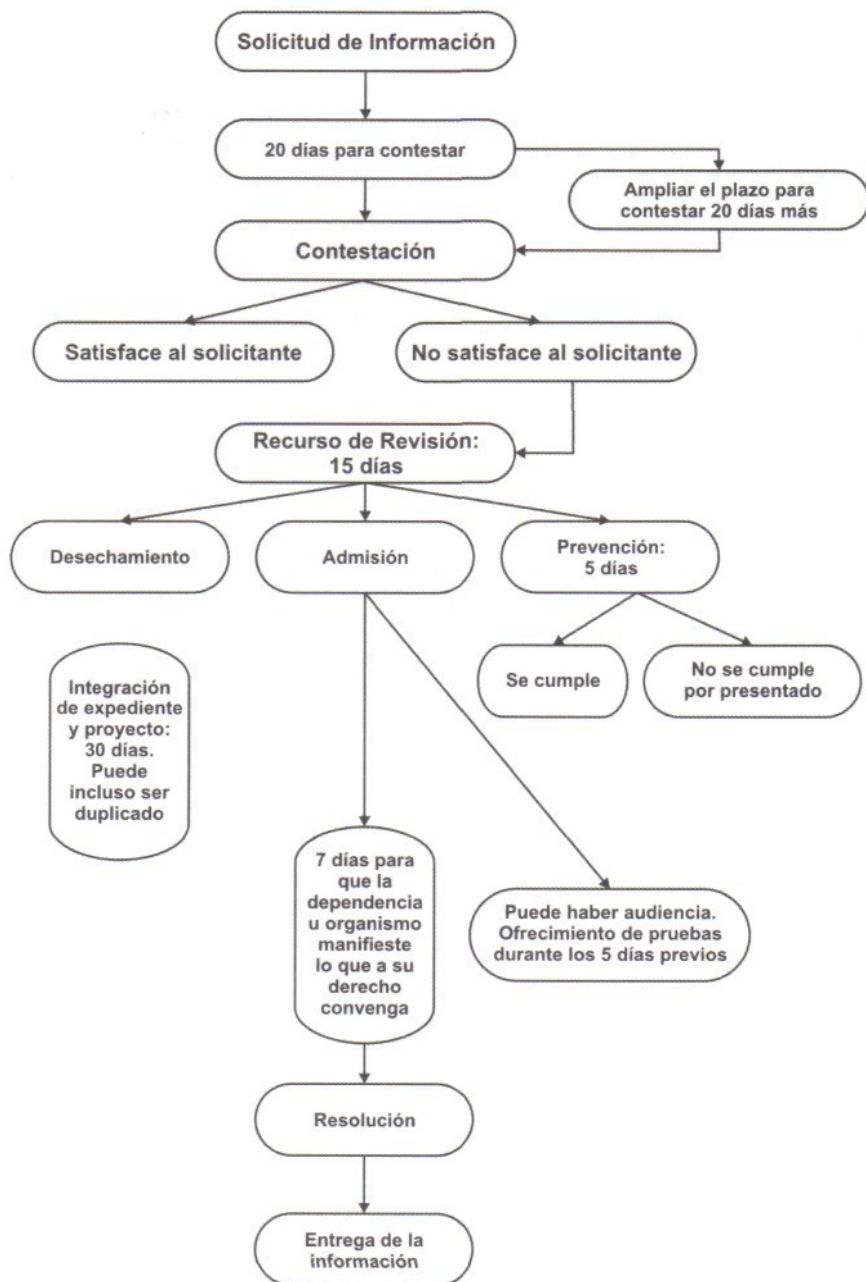 Solicitud de Información
20 días para contestar
Ampliar el plazo para
contestar 20 días más
Contestación
Satisface al solicitante
No satisface al solicitante
Recurso de Revisión:
15 días
Desechamiento
Admisión
Prevención:
5 días
Se cumple
No se cumple
por presentado
Integración
de expediente
y proyecto:
30 días.
Puede
incluso ser
duplicado
7 días para
que la
dependencia
u organismo
manifieste
lo que a su
derecho
convenga
Puede haber audiencia.
Ofrecimiento de pruebas
durante los 5 días previos
Resolución
Entrega de la
información